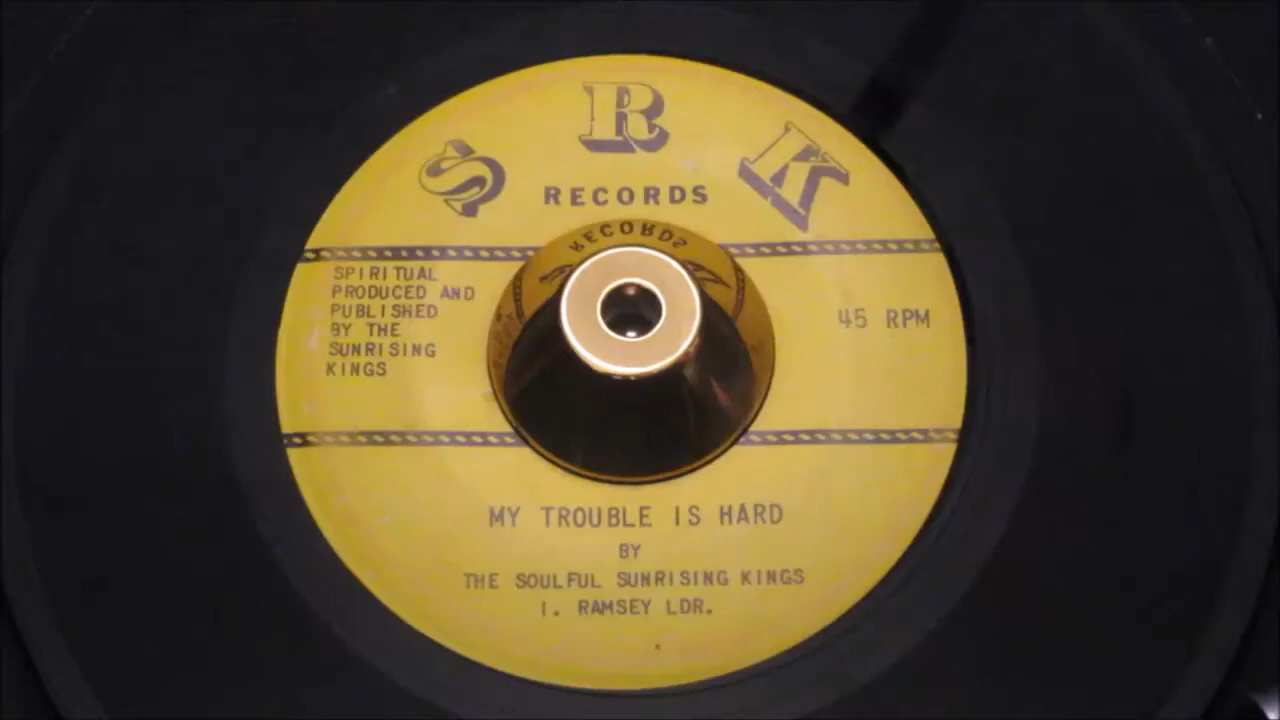 S R K
RECORDS
RECORDS
SPIRITUAL
PRODUCED AND
PUBLISHED
BY THE
SUNRISING
KINGS
45 RPM
MY TROUBLE IS HARD
BY
THE SOULFUL SUNRISING KINGS
I. RAMSEY LDR.